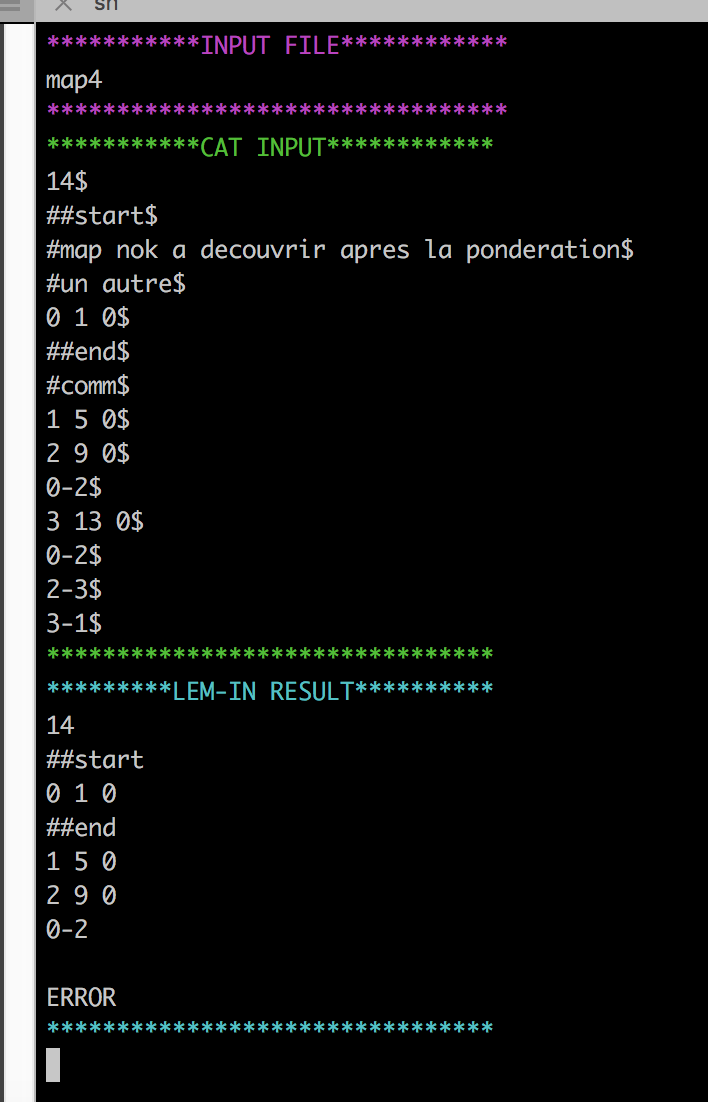 sh
***********INPUT FILE************
map4
*********************************
***********CAT INPUT************
14$
##start$
#map nok a decouvrir apres la ponderation$
#un autre$
0 1 0$
##end$
#comm$
1 5 0$
2 9 0$
0-2$
3 13 0$
0-2$
2-3$
3-1$
********************************
*********LEM-IN RESULT**********
14
##start
0 1 0
##end
1 5 0
2 9 0
0-2
ERROR
********************************